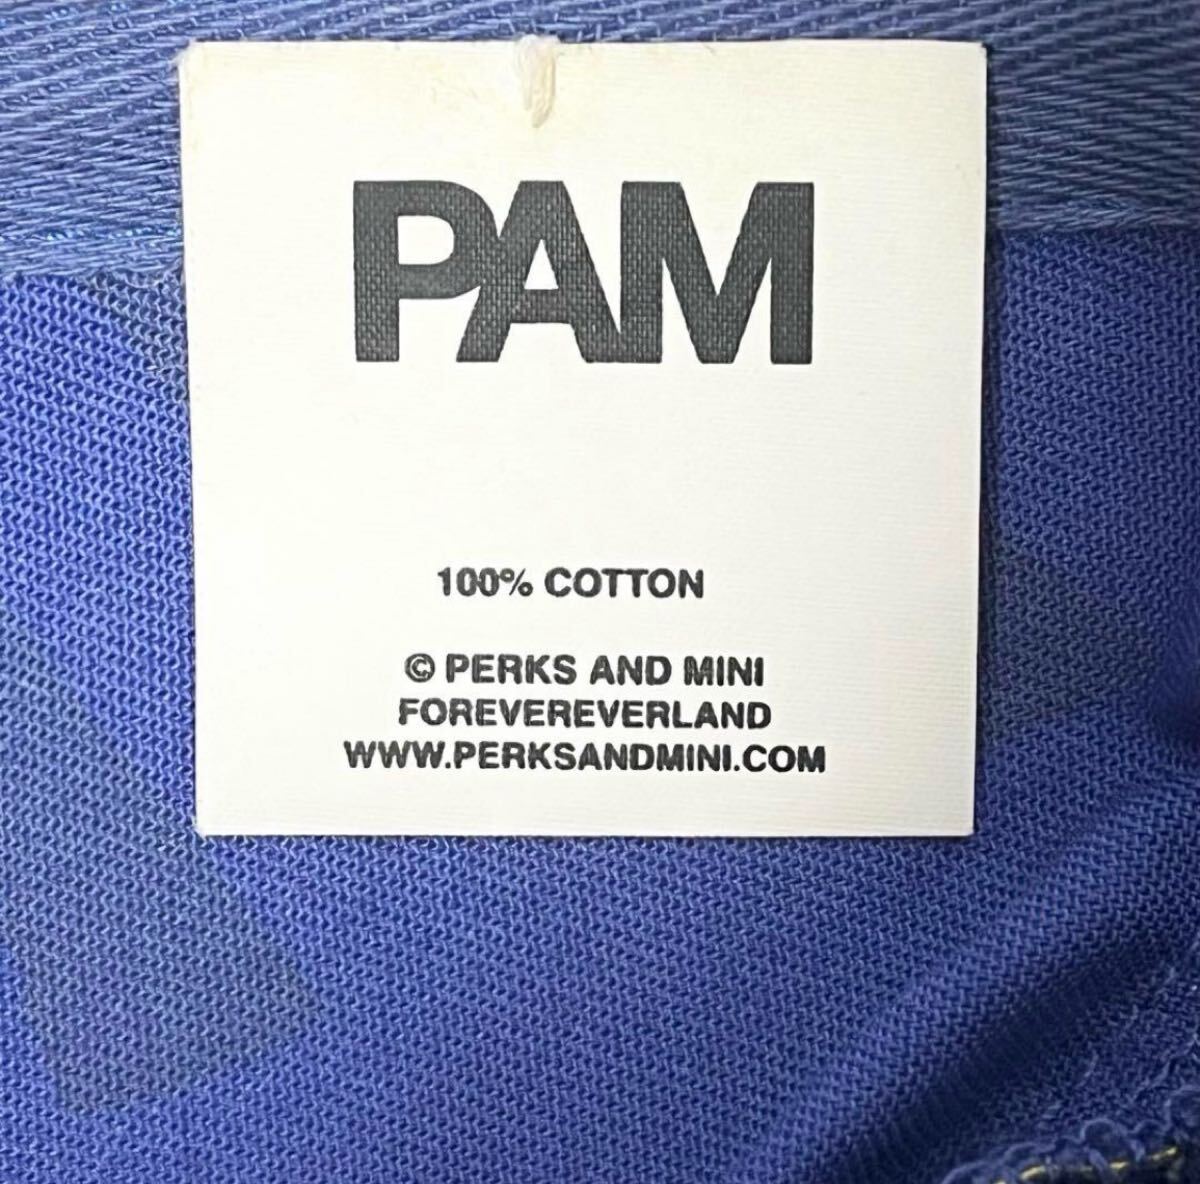 PAM
100% COTTON
© PERKS AND MINI
FOREVEREVERLAND
WWW.PERKSANDMINI.COM